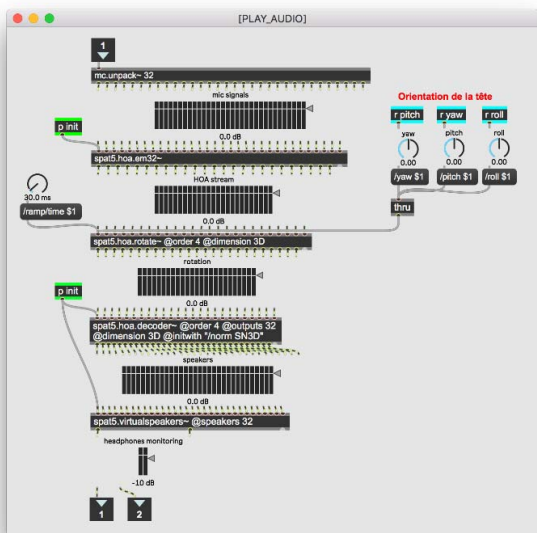 [PLAY_AUDIO]
1
mc.unpack~ 32
mic signals
0.0 dB
p init
spat5.hoa.em32~
HOA stream
0.0 dB
30.0 ms
/ramp/time $1
Orientation de la tête
r pitch r yaw r roll
yaw pitch roll
0.00 0.00 0.00
/yaw $1 /pitch $1 /roll $1
thru
spat5.hoa.rotate~ @order 4 @dimension 3D
rotation
0.0 dB
p init
spat5.hoa.decoder~ @order 4 @outputs 32
@dimension 3D @initwith "/norm SN3D"
speakers
0.0 dB
spat5.virtualspeakers~ @speakers 32
headphones monitoring
-10 dB
1 2